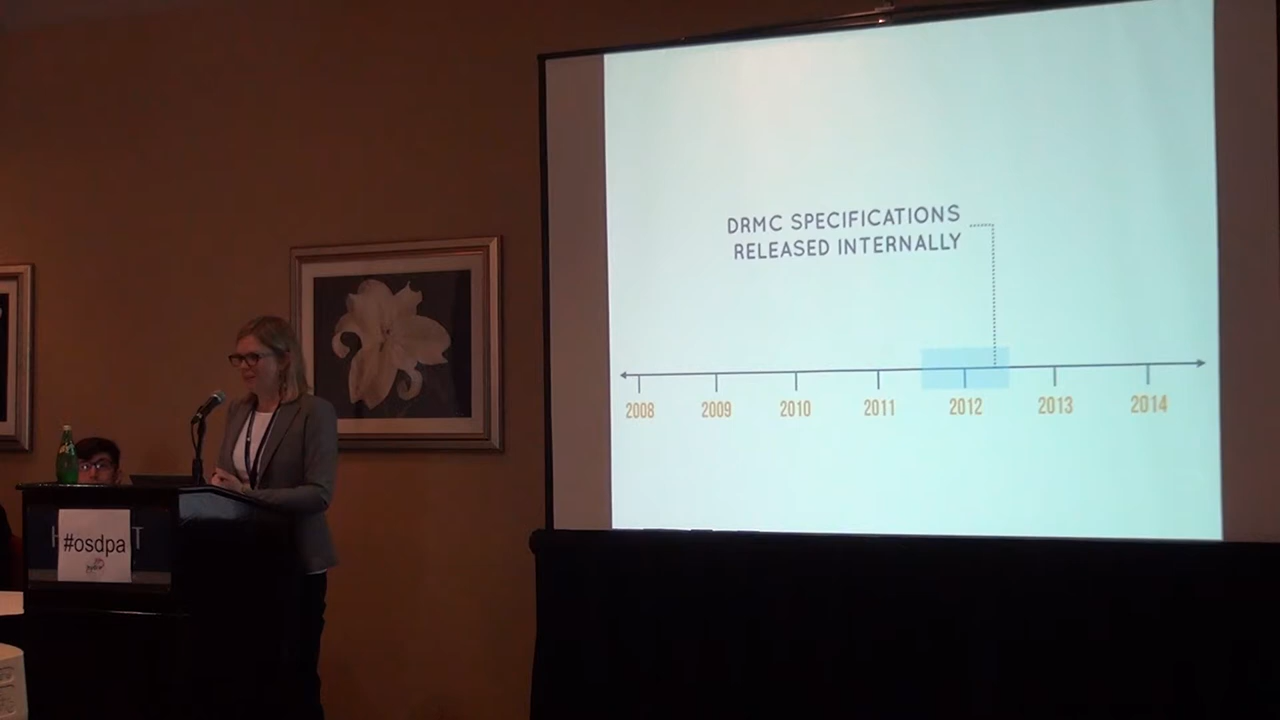 DRMC SPECIFICATIONS
RELEASED INTERNALLY
2008 2009 2010 2011 2012 2013 2014
#osdpa